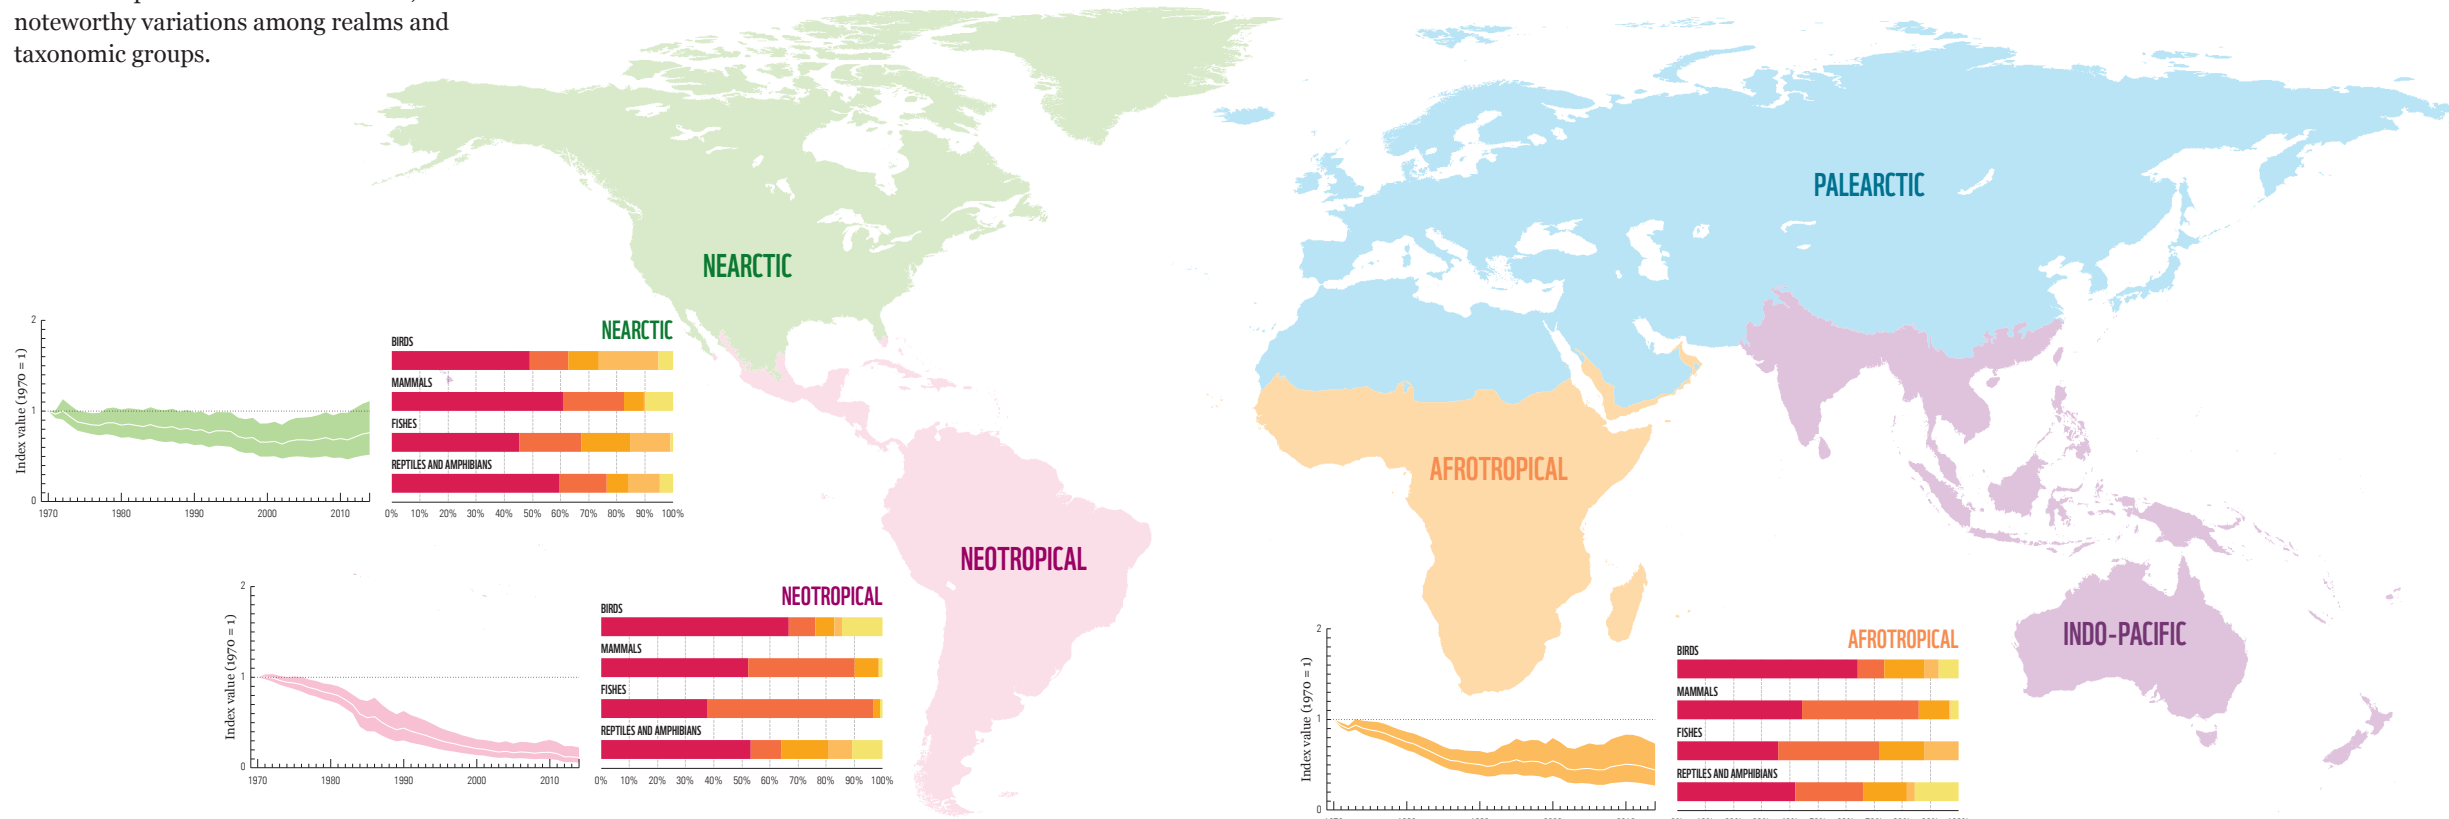 noteworthy variations among realms and
taxonomic groups.
PALEARCTIC
NEARCTIC
AFROTROPICAL
NEOTROPICAL
INDO-PACIFIC
Index value (1970 = 1)
2
1
0
1970 1980 1990 2000 2010
NEARCTIC
BIRDS
MAMMALS
FISHES
REPTILES AND AMPHIBIANS
0% 10% 20% 30% 40% 50% 60% 70% 80% 90% 100%
Index value (1970 = 1)
2
1
0
1970 1980 1990 2000 2010
NEOTROPICAL
BIRDS
MAMMALS
FISHES
REPTILES AND AMPHIBIANS
0% 10% 20% 30% 40% 50% 60% 70% 80% 90% 100%
Index value (1970 = 1)
2
1
0
AFROTROPICAL
BIRDS
MAMMALS
FISHES
REPTILES AND AMPHIBIANS